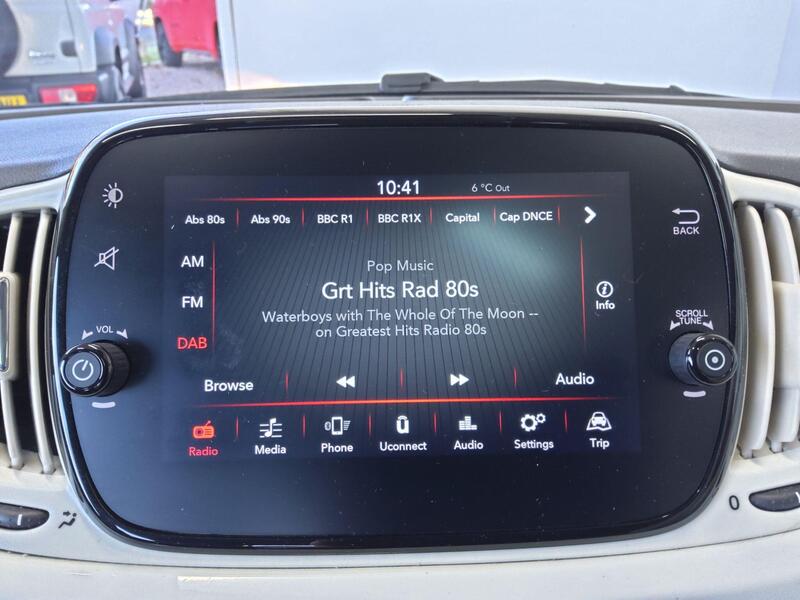 10:41 6°C Out
Abs 80s Abs 90s BBC R1 BBC R1X Capital Cap DNCE
BACK
AM
Pop Music
Grt Hits Rad 80s
FM
Info
Waterboys with The Whole Of The Moon --
on Greatest Hits Radio 80s
DAB
VOL
SCROLL
TUNE
Browse Audio
Radio Media Phone Uconnect Audio Settings Trip
0